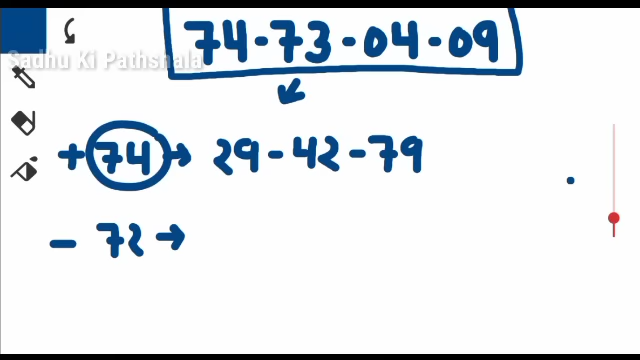 74-73-04-09
Sadhu Ki Pathshala
+ 74 → 29-42-79
- 72 →